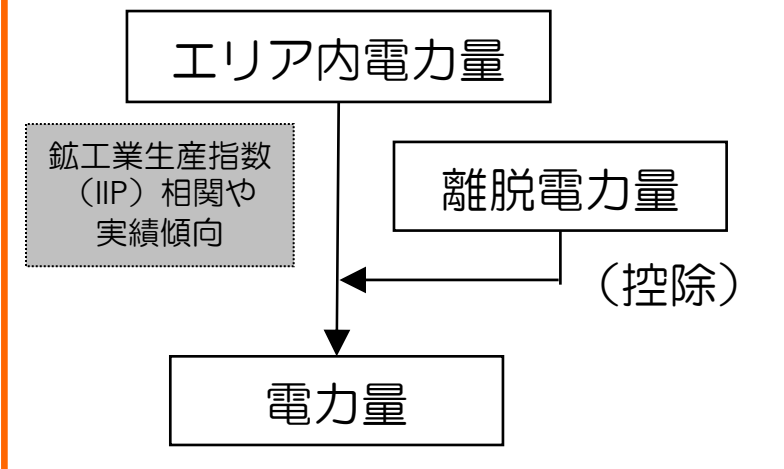 エリア内電力量
鉱工業生産指数
（IIP）相関や
実績傾向
離脱電力量
（控除）
電力量